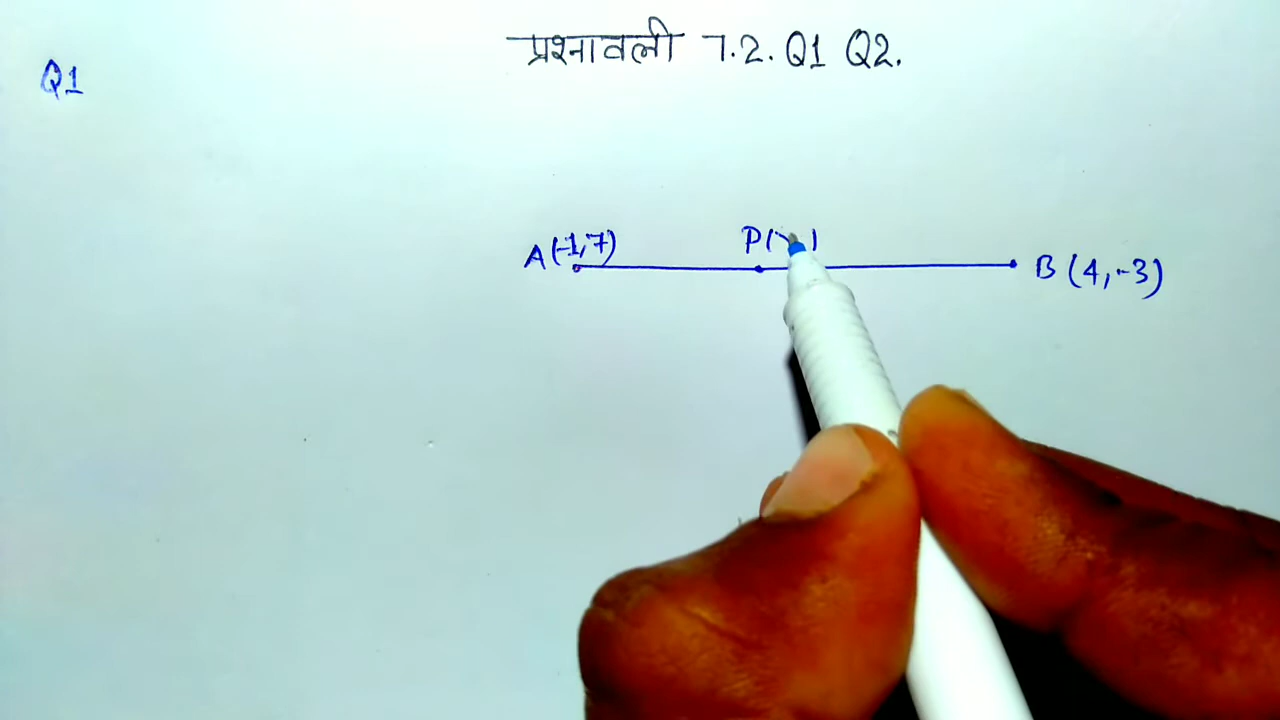 प्रश्नावली 7.2. Q1 Q2.
Q1
A(-1,7) P( ) B(4,-3)